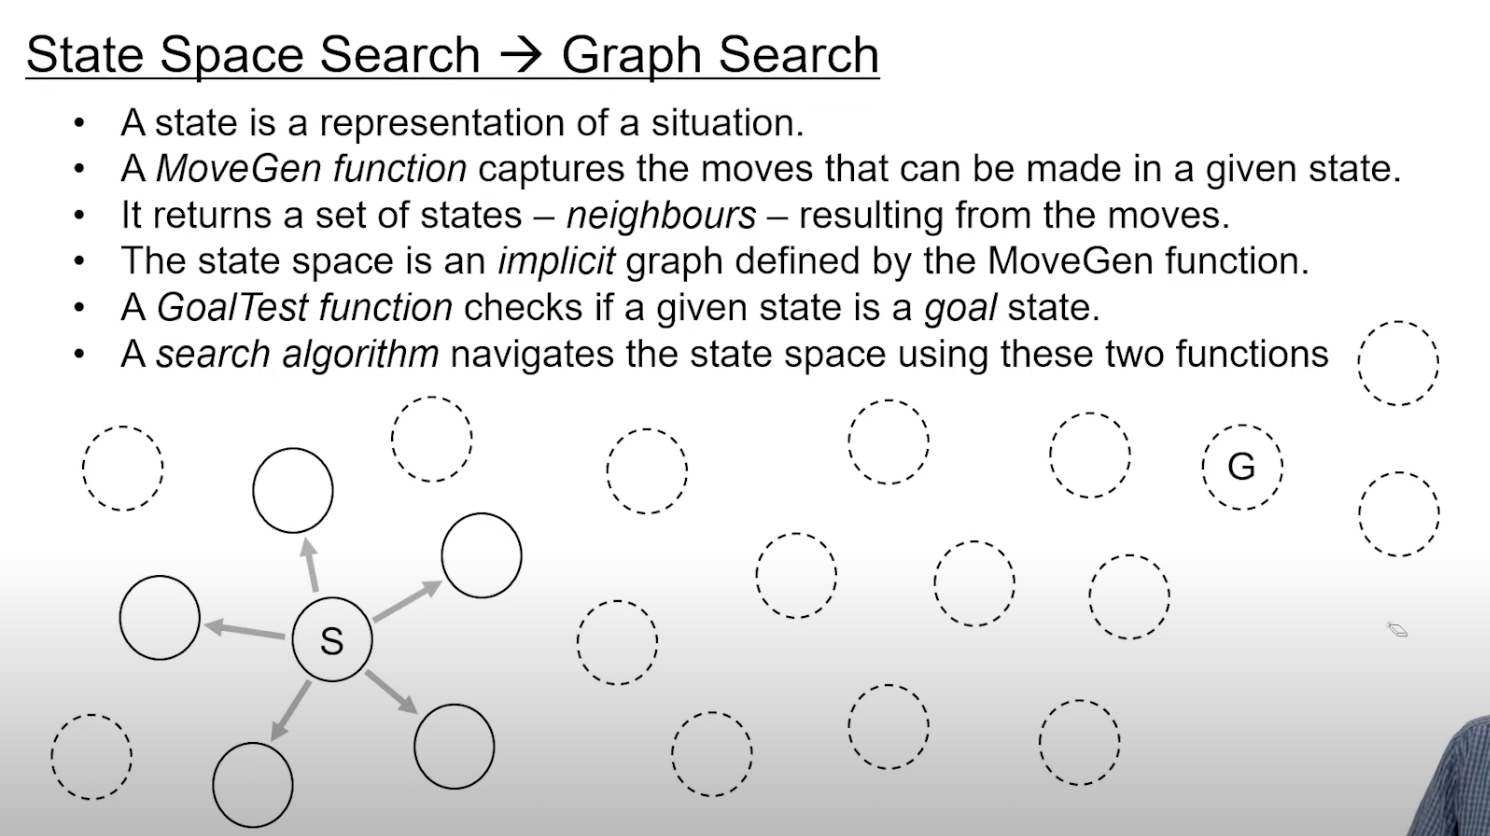 State Space Search → Graph Search
• A state is a representation of a situation.
• A MoveGen function captures the moves that can be made in a given state.
• It returns a set of states – neighbours – resulting from the moves.
• The state space is an implicit graph defined by the MoveGen function.
• A GoalTest function checks if a given state is a goal state.
• A search algorithm navigates the state space using these two functions
G
S